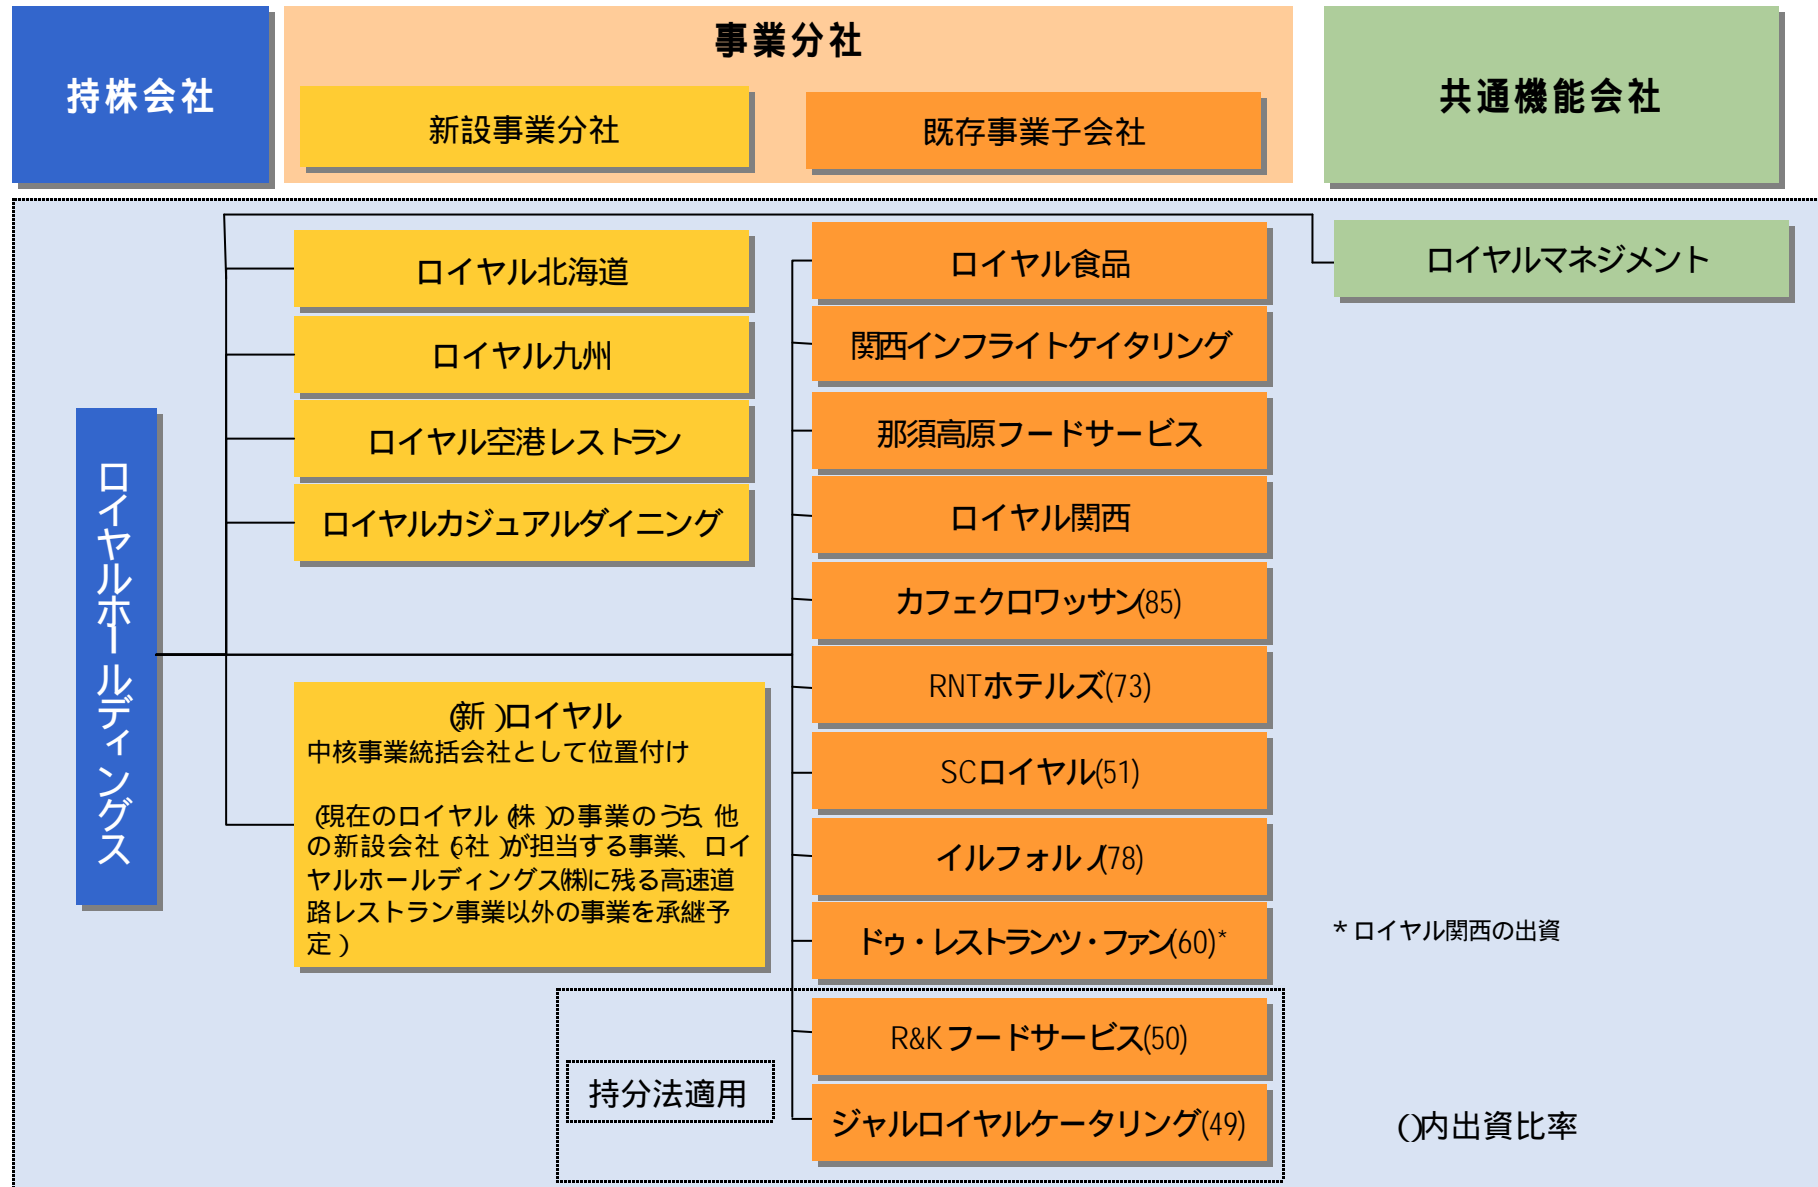 持株会社
事業分社
新設事業分社
既存事業子会社
共通機能会社
ロイヤルホールディングス
ロイヤル北海道
ロイヤル九州
ロイヤル空港レストラン
ロイヤルカジュアルダイニング
(新)ロイヤル
中核事業統括会社として位置付け
(現在のロイヤル(株)の事業のうち、他
の新設会社(6社)が担当する事業、ロイ
ヤルホールディングス(株)に残る高速道
路レストラン事業以外の事業を承継予
定)
ロイヤル食品
関西インフライトケイタリング
那須高原フードサービス
ロイヤル関西
カフェクロワッサン(85)
RNTホテルズ(73)
SCロイヤル(51)
イルフォルノ(78)
ドゥ・レストランツ・ファン(60)*
持分法適用
R&Kフードサービス(50)
ジャルロイヤルケータリング(49)
ロイヤルマネジメント
*ロイヤル関西の出資
()内出資比率